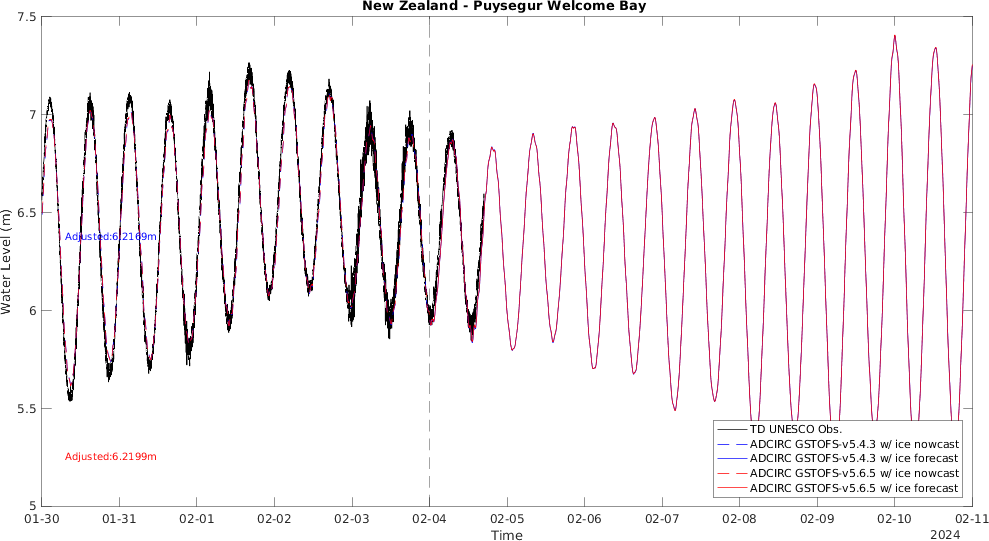 New Zealand - Puysegur Welcome Bay
Water Level (m)
7.5
7
6.5
6
5.5
5
Adjusted:6.2169m
Adjusted:6.2199m
TD UNESCO Obs.
ADCIRC GSTOFS-v5.4.3 w/ ice nowcast
ADCIRC GSTOFS-v5.4.3 w/ ice forecast
ADCIRC GSTOFS-v5.6.5 w/ ice nowcast
ADCIRC GSTOFS-v5.6.5 w/ ice forecast
01-30 01-31 02-01 02-02 02-03 02-04 02-05 02-06 02-07 02-08 02-09 02-10 02-11
Time
2024